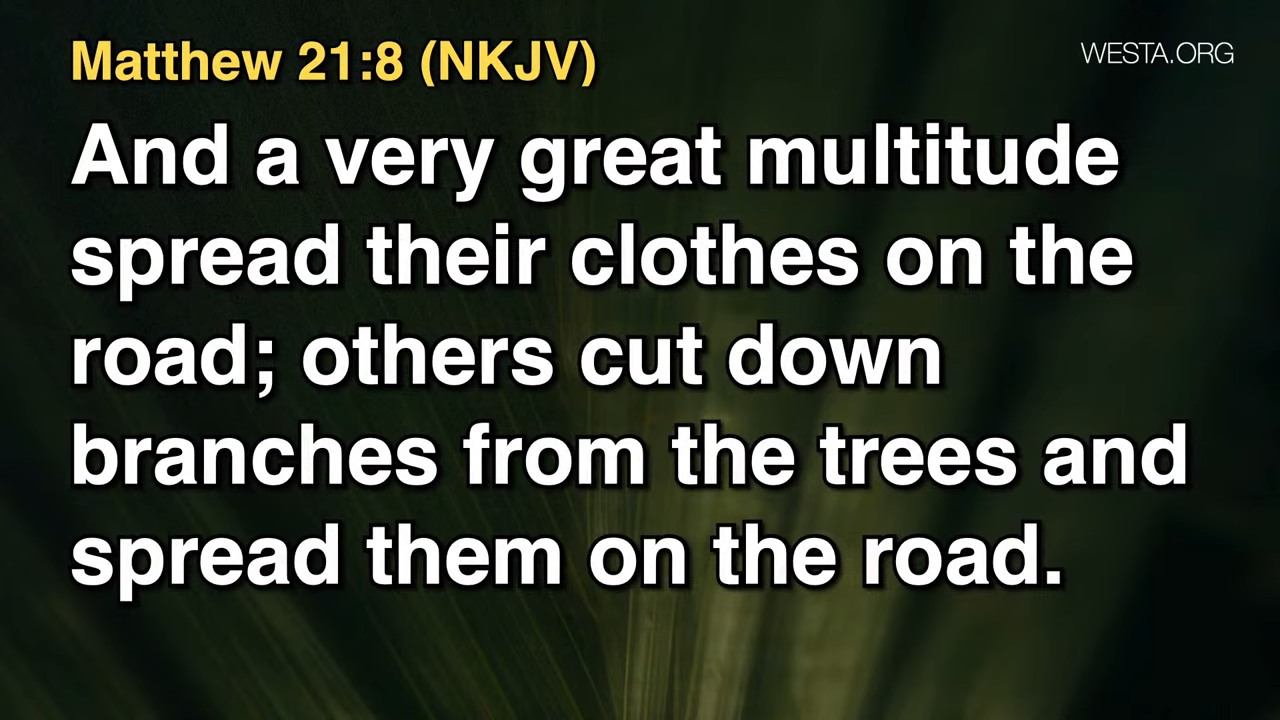 Matthew 21:8 (NKJV)
WESTA.ORG
And a very great multitude
spread their clothes on the
road; others cut down
branches from the trees and
spread them on the road.